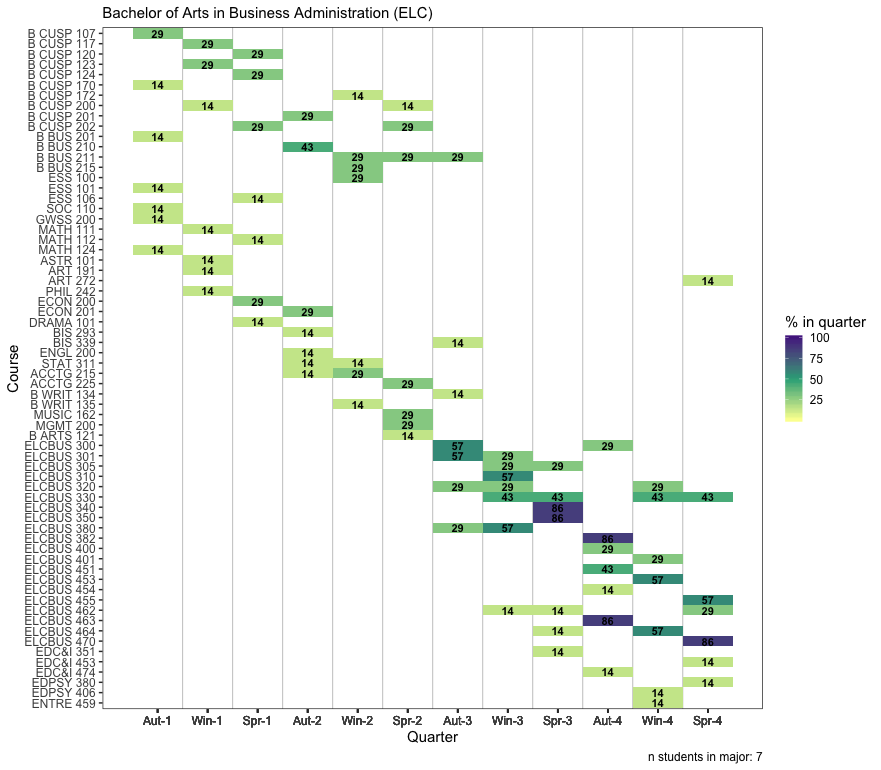 Bachelor of Arts in Business Administration (ELC)
B CUSP 107 29
B CUSP 117 29
B CUSP 120 29
B CUSP 123 29
B CUSP 124 29
B CUSP 170 14
B CUSP 172 14
B CUSP 200 14 14
B CUSP 201 29
B CUSP 202 29 29
B BUS 201 14
B BUS 210 43
B BUS 211 29 29 29
B BUS 215 29
ESS 100 29
ESS 101 14
ESS 106 14
SOC 110 14
GWSS 200 14
MATH 111 14
MATH 112 14
MATH 124 14
ASTR 101 14
ART 191 14
ART 272 14
PHIL 242 14
ECON 200 29
ECON 201 29
DRAMA 101 14
BIS 293 14
BIS 339 14
ENGL 200 14
STAT 311 14 14
ACCTG 215 14 29
ACCTG 225 29
B WRIT 134 14
B WRIT 135 14
MUSIC 162 29
MGMT 200 29
B ARTS 121 14
ELCBUS 300 57 29
ELCBUS 301 57 29
ELCBUS 305 29 29
ELCBUS 310 57
ELCBUS 320 29 29 29
ELCBUS 330 43 43 43 43
ELCBUS 340 86
ELCBUS 350 86
ELCBUS 380 29 57
ELCBUS 382 86
ELCBUS 400 29
ELCBUS 401 29
ELCBUS 451 43
ELCBUS 453 57
ELCBUS 454 14
ELCBUS 455 57
ELCBUS 462 14 14 29
ELCBUS 463 86
ELCBUS 464 14 57
ELCBUS 470 86
EDC&I 351 14
EDC&I 453 14
EDC&I 474 14
EDPSY 380 14
EDPSY 406 14
ENTRE 459 14
Aut-1 Win-1 Spr-1 Aut-2 Win-2 Spr-2 Aut-3 Win-3 Spr-3 Aut-4 Win-4 Spr-4
Quarter
Course
% in quarter
100
75
50
25
n students in major: 7